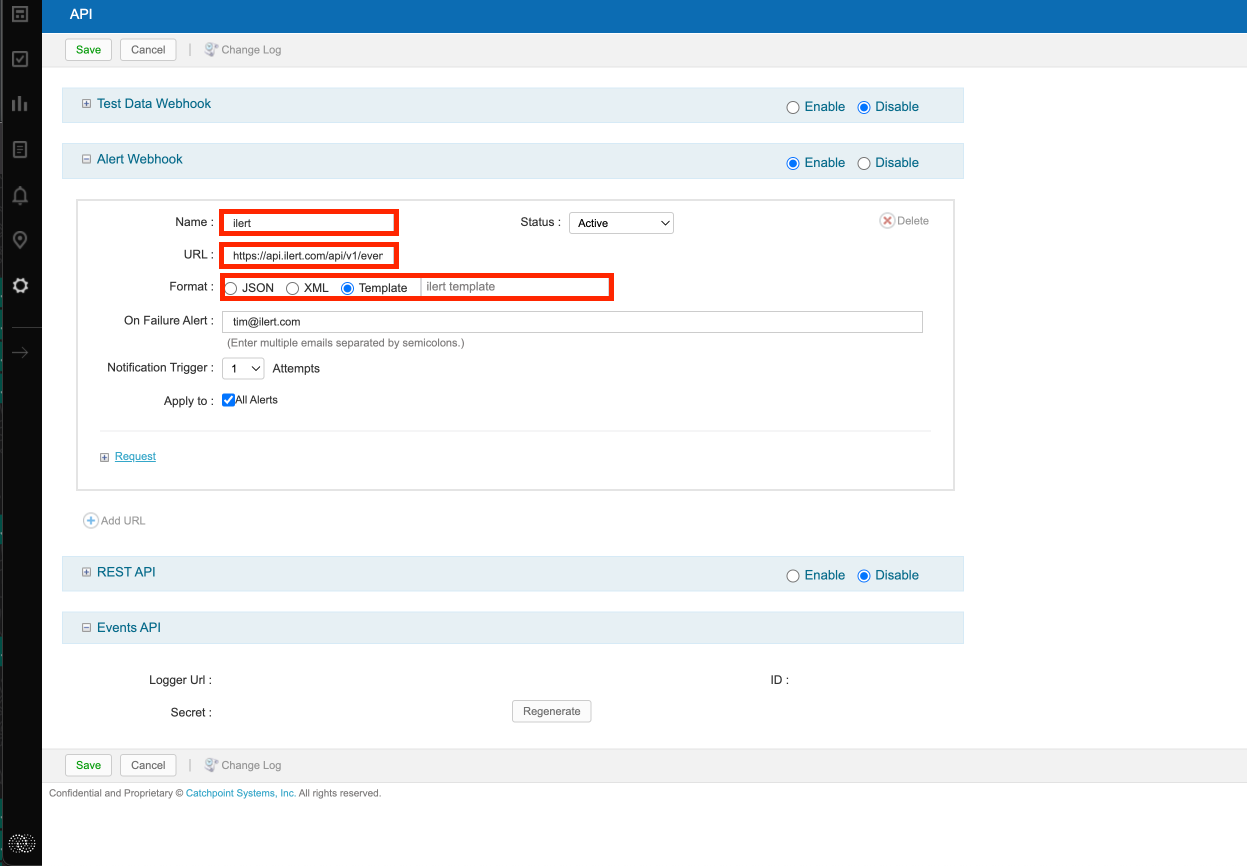 API
Save Cancel | Change Log
Test Data Webhook Enable Disable
Alert Webhook Enable Disable
Name : ilert Status : Active Delete
URL : https://api.ilert.com/api/v1/ever
Format : JSON XML Template ilert template
On Failure Alert : tim@ilert.com
(Enter multiple emails separated by semicolons.)
Notification Trigger : 1 Attempts
Apply to : All Alerts
Request
Add URL
REST API Enable Disable
Events API
Logger Url : ID :
Secret : Regenerate
Save Cancel | Change Log
Confidential and Proprietary © Catchpoint Systems, Inc. All rights reserved.